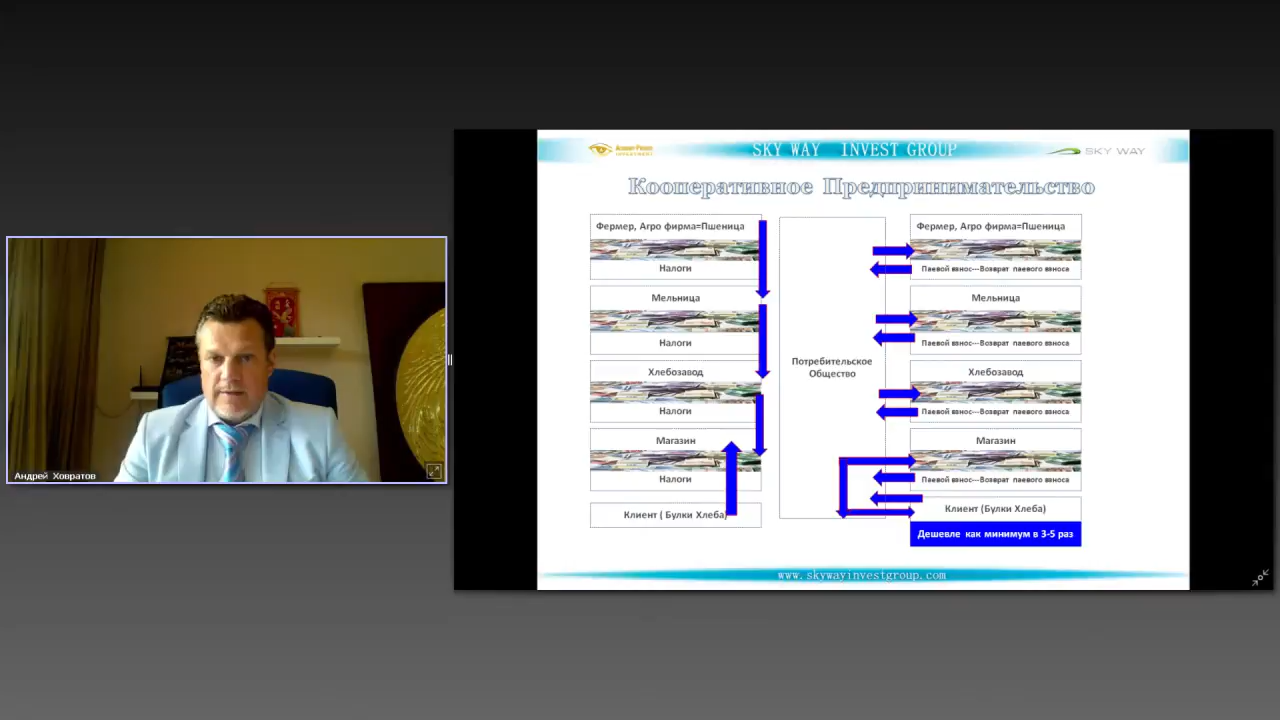 SKY WAY INVEST GROUP
SKY WAY
Кооперативное Предпринимательство
Фермер, Агро фирма=Пшеница
Налоги
Мельница
Налоги
Хлебозавод
Налоги
Магазин
Налоги
Клиент ( Булки Хлеба)
Потребительское
Общество
Фермер, Агро фирма=Пшеница
Паевой взнос---Возврат паевого взноса
Мельница
Паевой взнос---Возврат паевого взноса
Хлебозавод
Паевой взнос---Возврат паевого взноса
Магазин
Паевой взнос---Возврат паевого взноса
Клиент (Булки Хлеба)
Дешевле как минимум в 3-5 раз
www.skywayinvestgroup.com
Андрей Ховратов